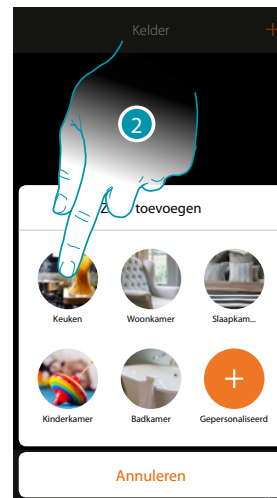 Kelder
2
Z toevoegen
Keuken
Woonkamer
Slaapkam...
Kinderkamer
Badkamer
Gepersonaliseerd
Annuleren